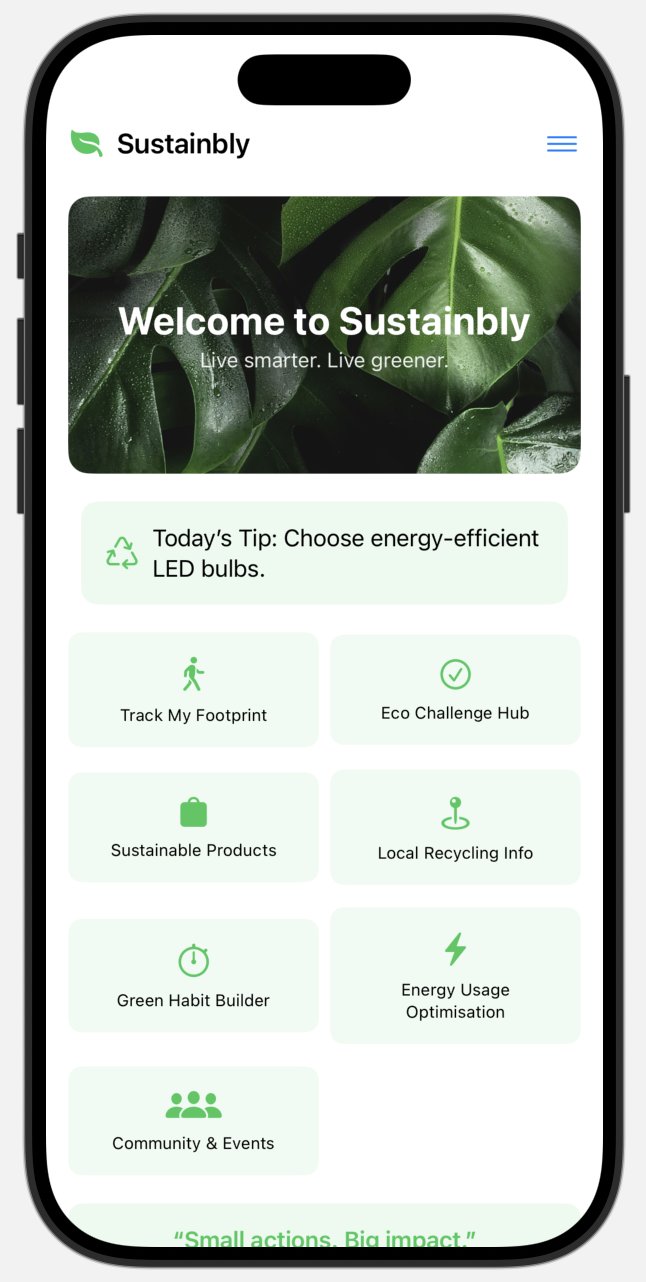 Sustainbly
Welcome to Sustainbly
Live smarter. Live greener.
Today’s Tip: Choose energy-efficient
LED bulbs.
Track My Footprint
Eco Challenge Hub
Sustainable Products
Local Recycling Info
Green Habit Builder
Energy Usage
Optimisation
Community & Events
“Small actions. Big impact.”